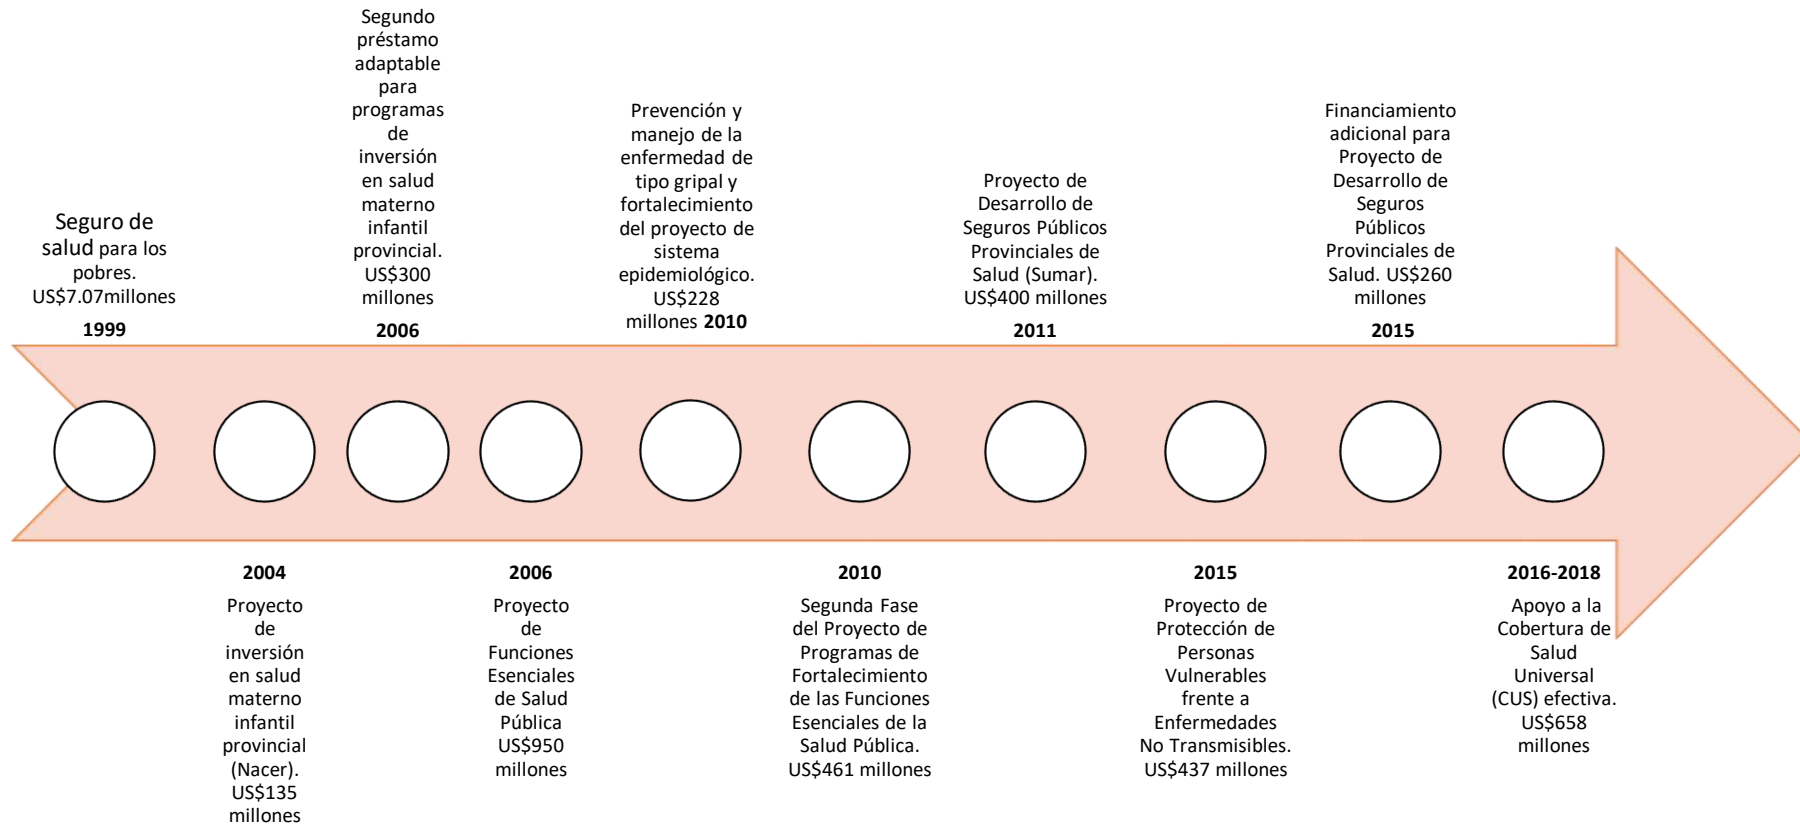 Seguro de
salud para los
pobres.
US$7.07millones
1999
2004
Proyecto
de
inversión
en salud
materno
infantil
provincial
(Nacer).
US$135
millones
Segundo
préstamo
adaptable
para
programas
de
inversión
en salud
materno
infantil
provincial.
US$300
millones
2006
2006
Proyecto
de
Funciones
Esenciales
de Salud
Pública
US$950
millones
Prevención y
manejo de la
enfermedad de
tipo gripal y
fortalecimiento
del proyecto de
sistema
epidemiológico.
US$228
millones 2010
2010
Segunda Fase
del Proyecto de
Programas de
Fortalecimiento
de las Funciones
Esenciales de la
Salud Pública.
US$461 millones
Proyecto de
Desarrollo de
Seguros Públicos
Provinciales de
Salud (Sumar).
US$400 millones
2011
2015
Proyecto de
Protección de
Personas
Vulnerables
frente a
Enfermedades
No Transmisibles.
US$437 millones
Financiamiento
adicional para
Proyecto de
Desarrollo de
Seguros
Públicos
Provinciales de
Salud. US$260
millones
2015
2016-2018
Apoyo a la
Cobertura de
Salud
Universal
(CUS) efectiva.
US$658
millones